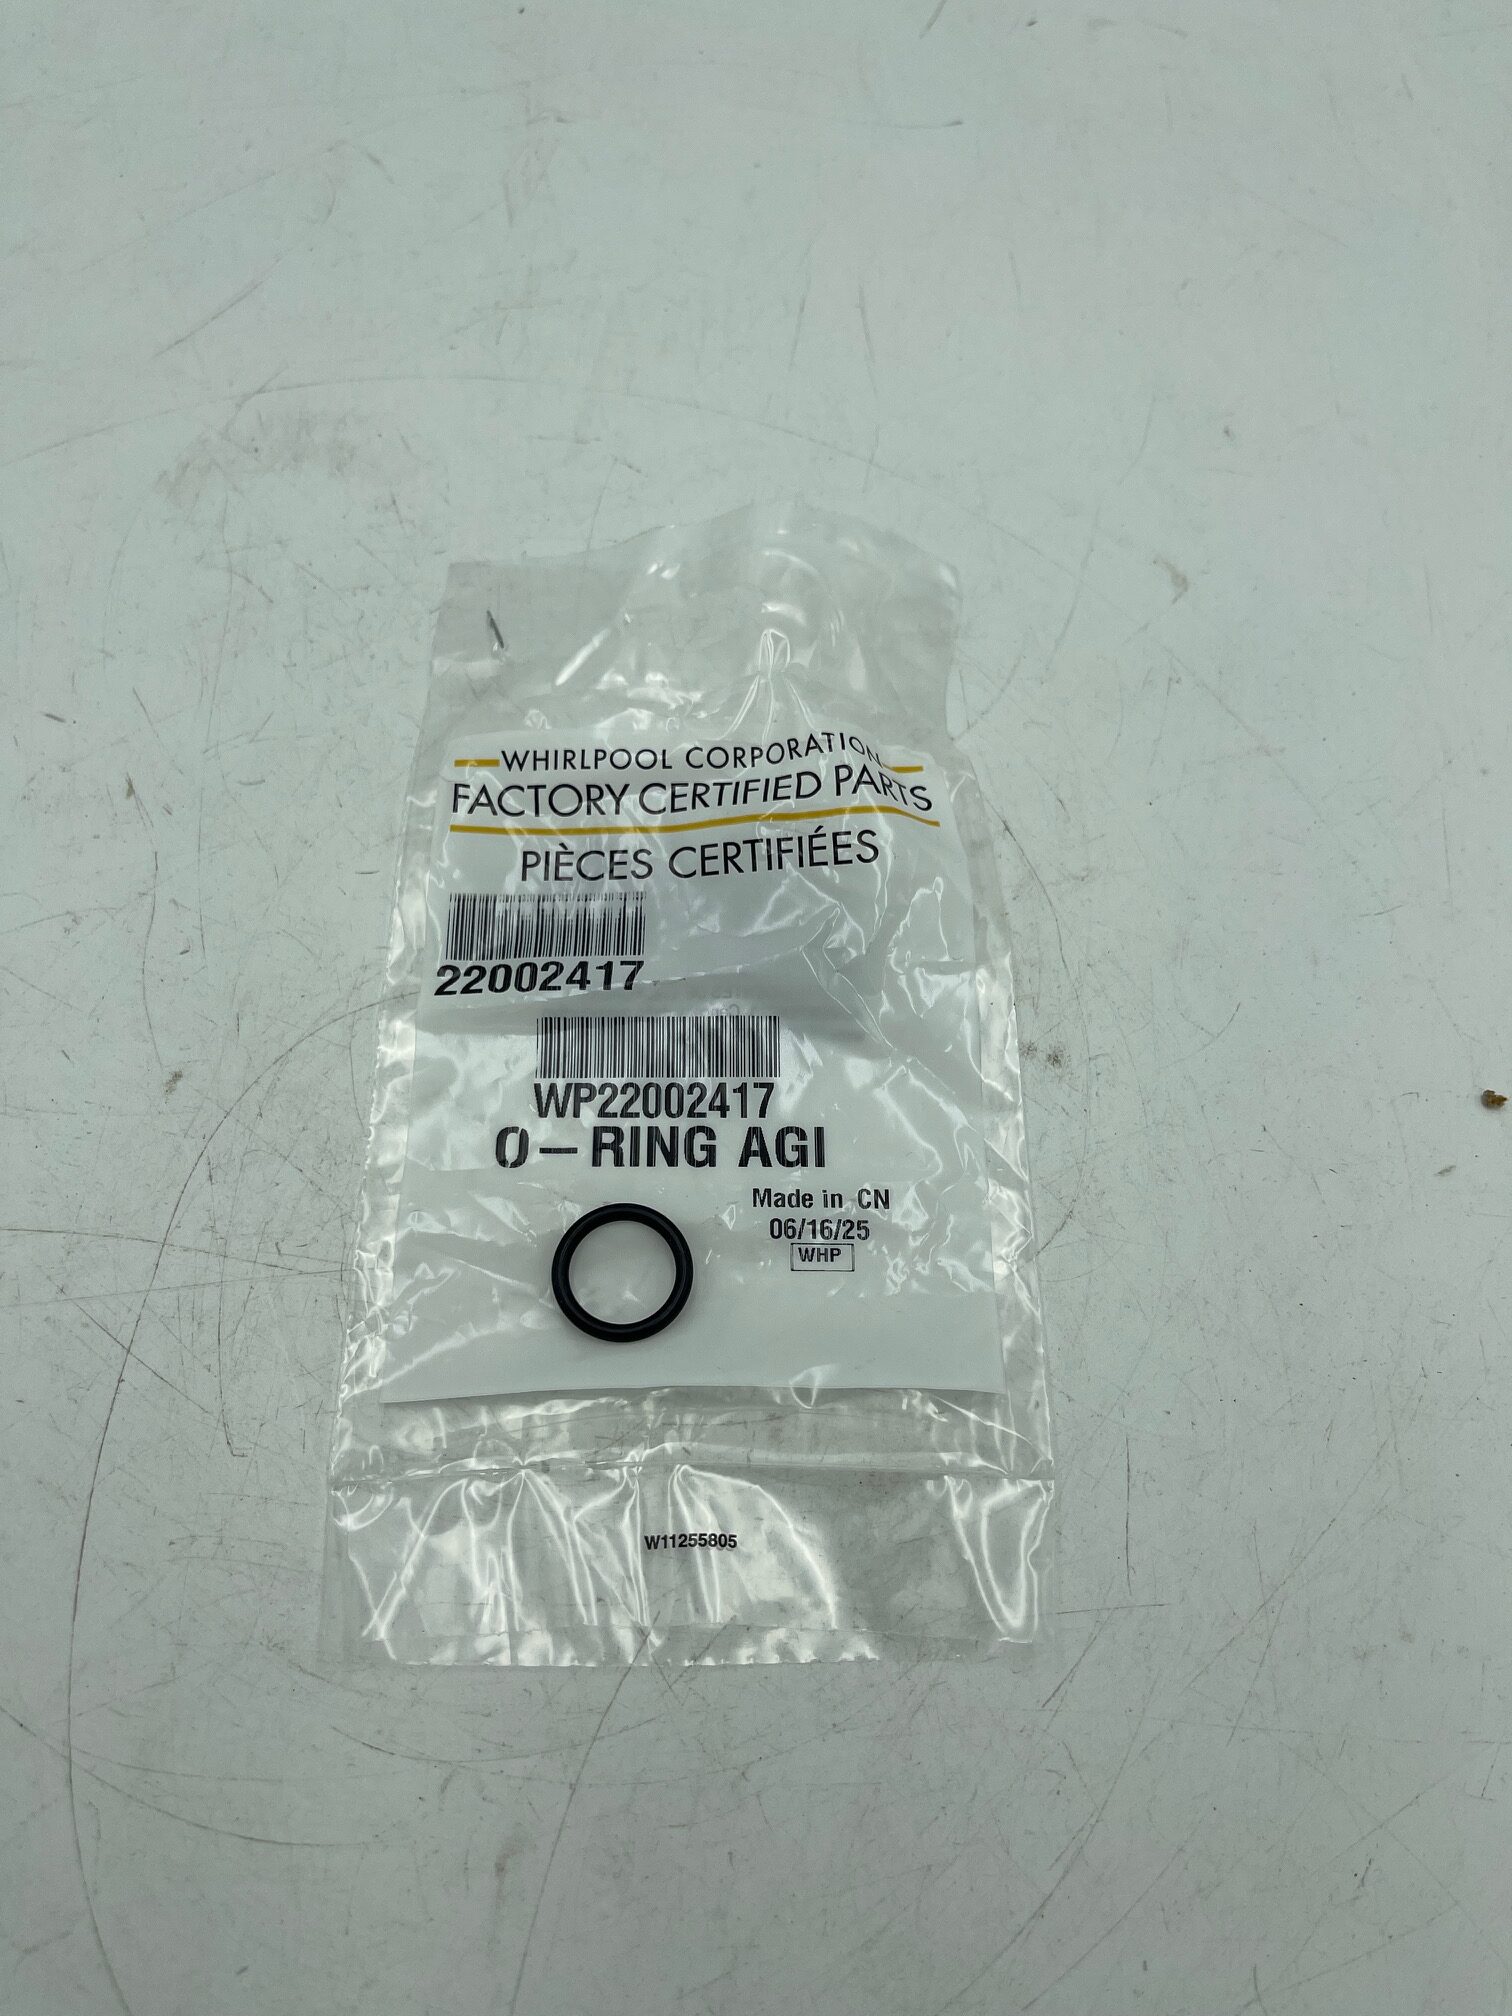 WHIRLPOOL CORPORATION
FACTORY CERTIFIED PARTS
PIÈCES CERTIFIÉES
22002417
WP22002417
O-RING AGI
Made in CN
06/16/25
WHP
W11255805